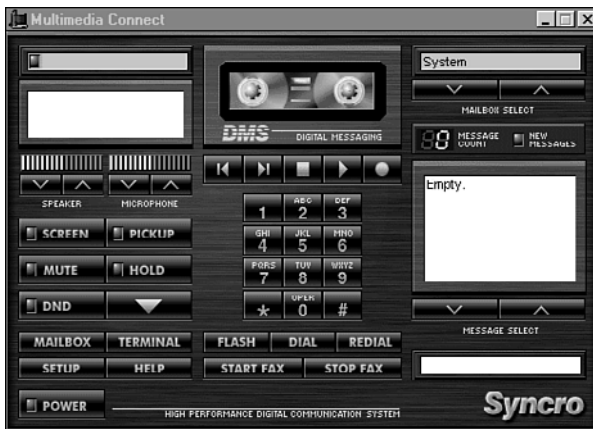 Multimedia Connect
System
MAILBOX SELECT
DMS DIGITAL MESSAGING
MESSAGE COUNT
NEW MESSAGES
Empty.
SPEAKER
MICROPHONE
1
ABC 2
DEF 3
SCREEN
PICKUP
GHI 4
JKL 5
MNO 6
MUTE
HOLD
PQRS 7
TUV 8
WXYZ 9
DND
*
OPER 0
#
MESSAGE SELECT
MAILBOX
TERMINAL
FLASH
DIAL
REDIAL
SETUP
HELP
START FAX
STOP FAX
POWER
HIGH PERFORMANCE DIGITAL COMMUNICATION SYSTEM
Syncro